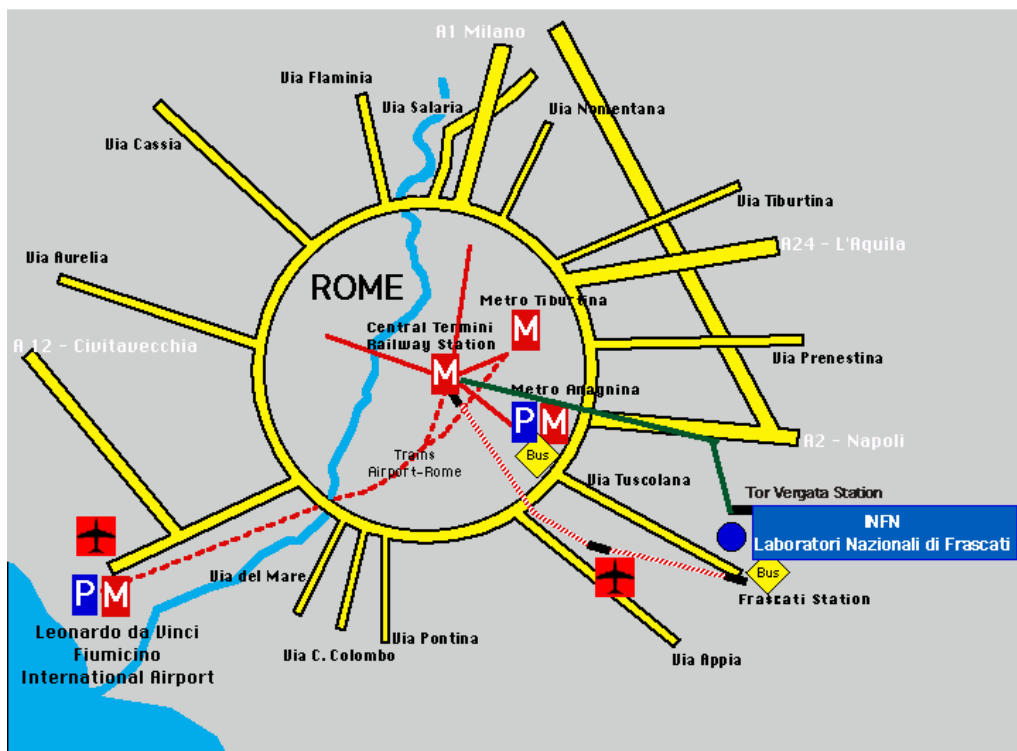 A1 Milano
Via Flaminia
Via Salaria
Via Nomentana
Via Cassia
Via Tiburtina
A24 - L'Aquila
Via Aurelia
ROME
Metro Tiburtina
M
Central Termini
Railway Station
A 12 - Civitavecchia
Via Prenestina
M
Metro Anagnina
P M
Bus
A2 - Napoli
Trains
Airport-Rome
Via Tuscolana
Tor Vergata Station
INFN
Laboratori Nazionali di Frascati
Via del Mare
Bus
P M
Frascati Station
Leonardo da Vinci
Fiumicino
International Airport
Via Pontina
Via C. Colombo
Via Appia